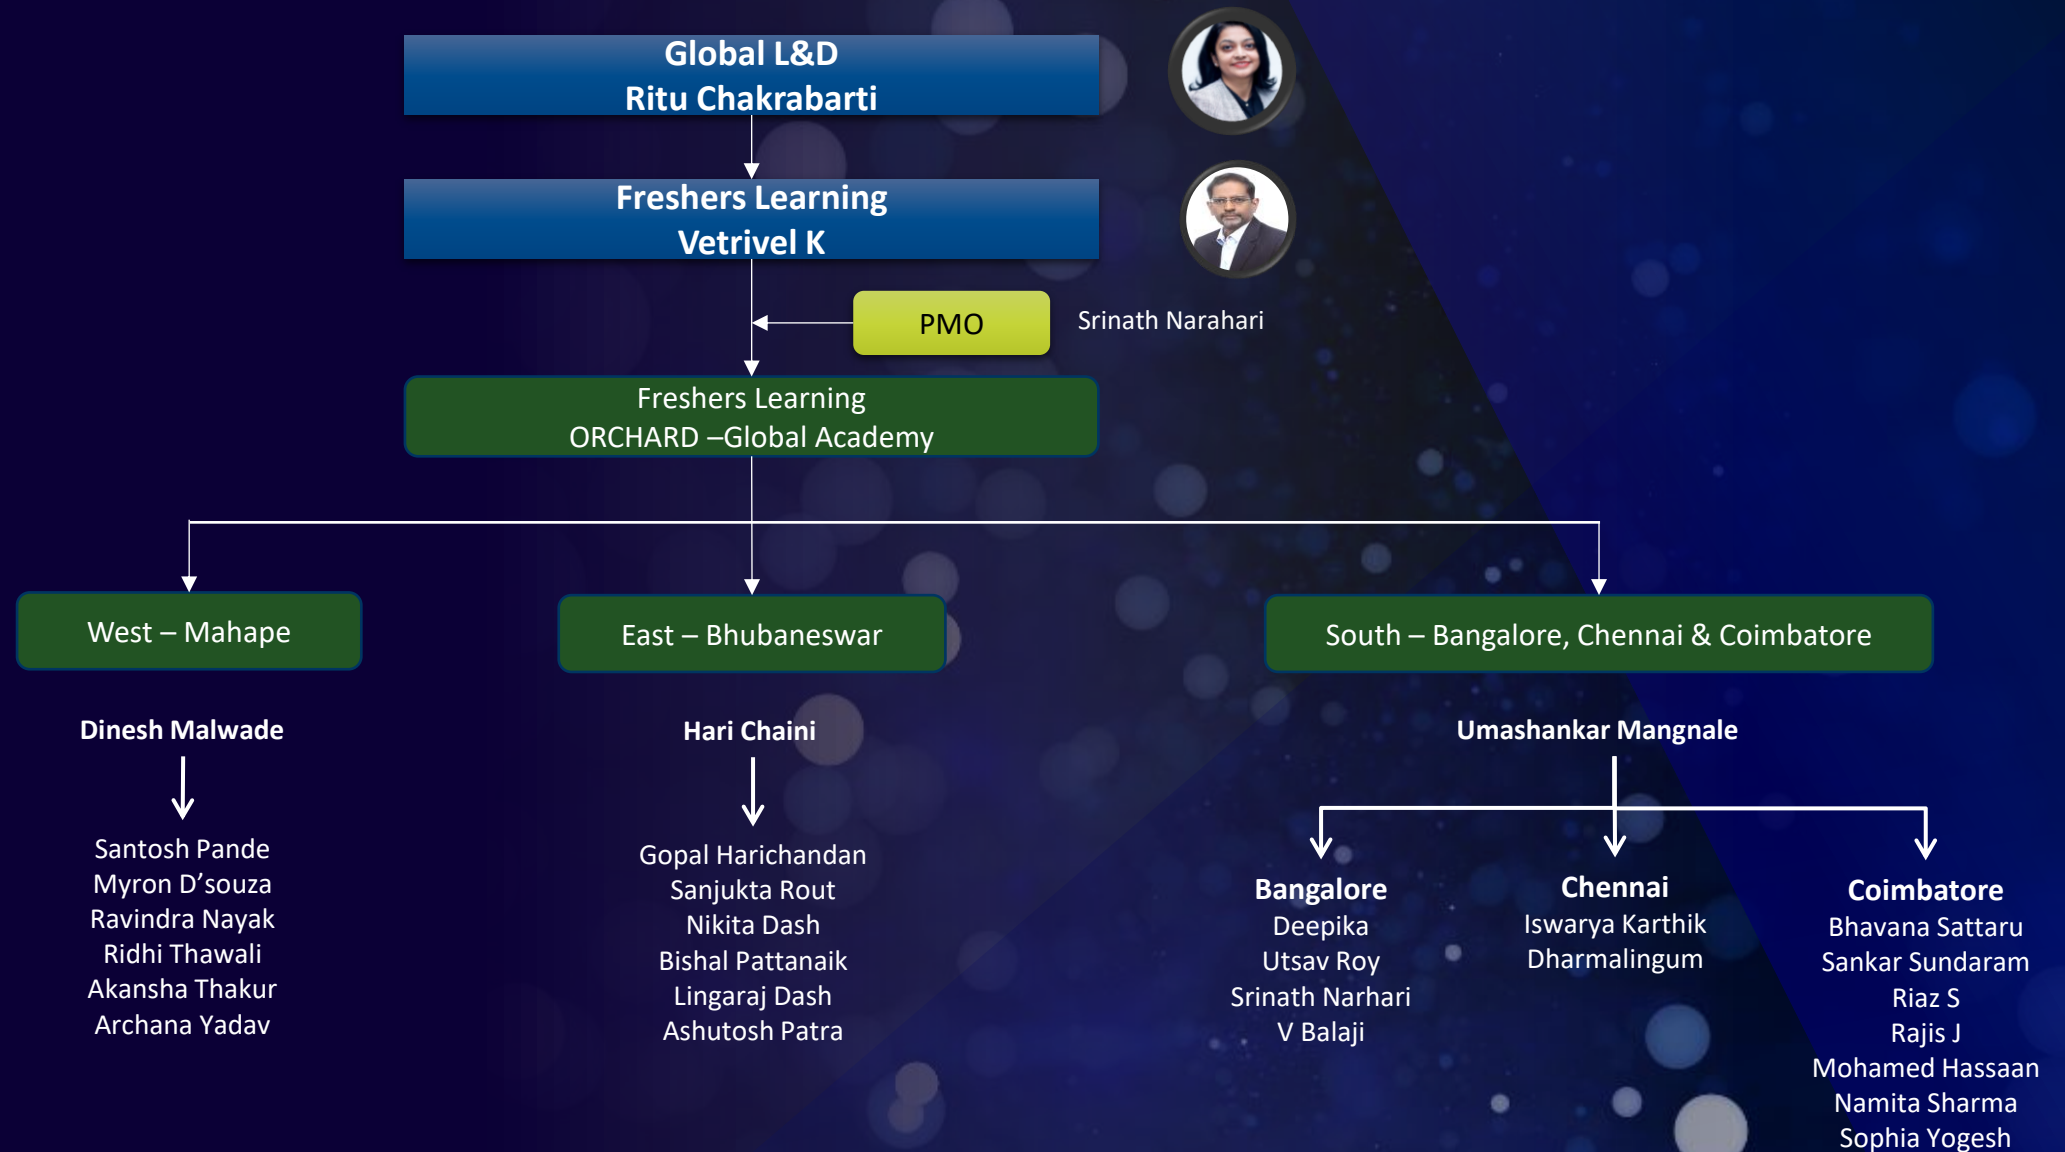 Global L&D
Ritu Chakrabarti
Freshers Learning
Vetrivel K
PMO
Srinath Narahari
Freshers Learning
ORCHARD –Global Academy
West – Mahape
East – Bhubaneswar
South – Bangalore, Chennai & Coimbatore
Dinesh Malwade
Santosh Pande
Myron D’souza
Ravindra Nayak
Ridhi Thawali
Akansha Thakur
Archana Yadav
Hari Chaini
Gopal Harichandan
Sanjukta Rout
Nikita Dash
Bishal Pattanaik
Lingaraj Dash
Ashutosh Patra
Umashankar Mangnale
Bangalore
Deepika
Utsav Roy
Srinath Narhari
V Balaji
Chennai
Iswarya Karthik
Dharmalingum
Coimbatore
Bhavana Sattaru
Sankar Sundaram
Riaz S
Rajis J
Mohamed Hassaan
Namita Sharma
Sophia Yogesh